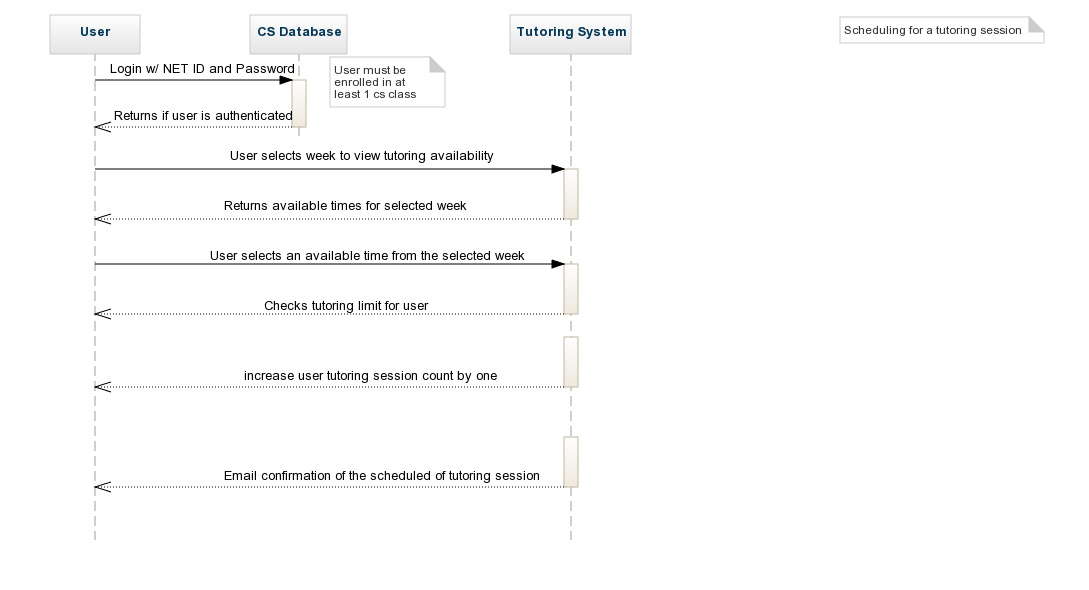 User
CS Database
Tutoring System
Scheduling for a tutoring session
Login w/ NET ID and Password
User must be
enrolled in at
least 1 cs class
Returns if user is authenticated
User selects week to view tutoring availability
Returns available times for selected week
User selects an available time from the selected week
Checks tutoring limit for user
increase user tutoring session count by one
Email confirmation of the scheduled of tutoring session